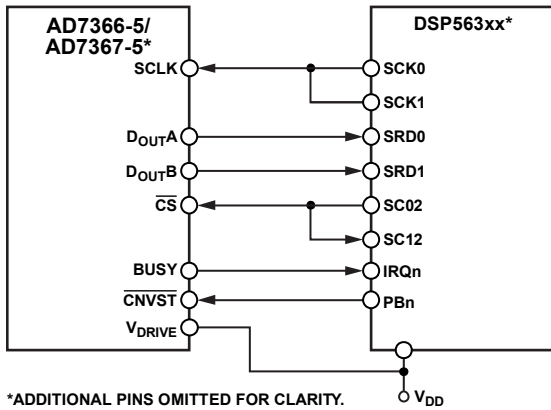 AD7366-5/
AD7367-5*
DSP563xx*
SCLK
SCK0
SCK1
DOUTA
SRD0
DOUTB
SRD1
CS
SC02
SC12
BUSY
IRQn
CNVST
PBn
VDRIVE
*ADDITIONAL PINS OMITTED FOR CLARITY.
VDD